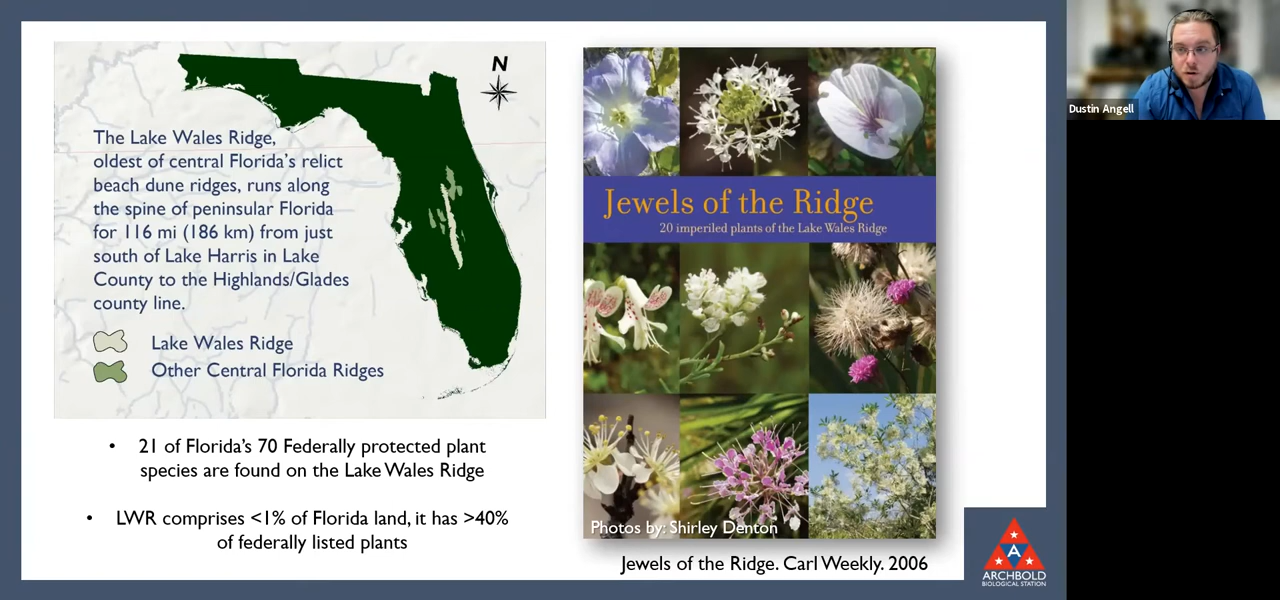 N
The Lake Wales Ridge,
oldest of central Florida's relict
beach dune ridges, runs along
the spine of peninsular Florida
for 116 mi (186 km) from just
south of Lake Harris in Lake
County to the Highlands/Glades
county line.
Lake Wales Ridge
Other Central Florida Ridges
• 21 of Florida's 70 Federally protected plant
species are found on the Lake Wales Ridge
• LWR comprises <1% of Florida land, it has >40%
of federally listed plants
Jewels of the Ridge
20 imperiled plants of the Lake Wales Ridge
Photos by: Shirley Denton
Jewels of the Ridge. Carl Weekly. 2006
A
ARCHBOLD
BIOLOGICAL STATION
Dustin Angell